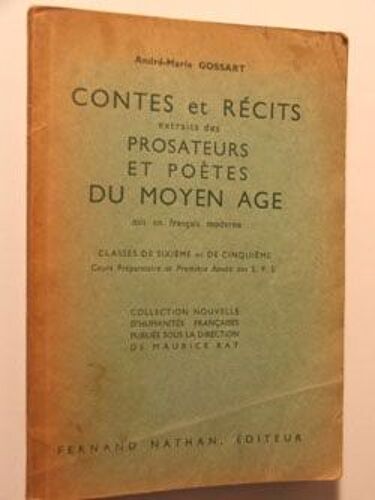 André-Marie GOSSART
CONTES et RÉCITS
extraits des
PROSATEURS
ET POÈTES
DU MOYEN AGE
mis en français moderne
CLASSES DE SIXIÈME et DE CINQUIÈME
Cours Préparatoire et Première Année des E. P. S
COLLECTION NOUVELLE
D'HUMANITÉS FRANÇAISES
PUBLIÉE SOUS LA DIRECTION
DE MAURICE RAT
FERNAND NATHAN, ÉDITEUR